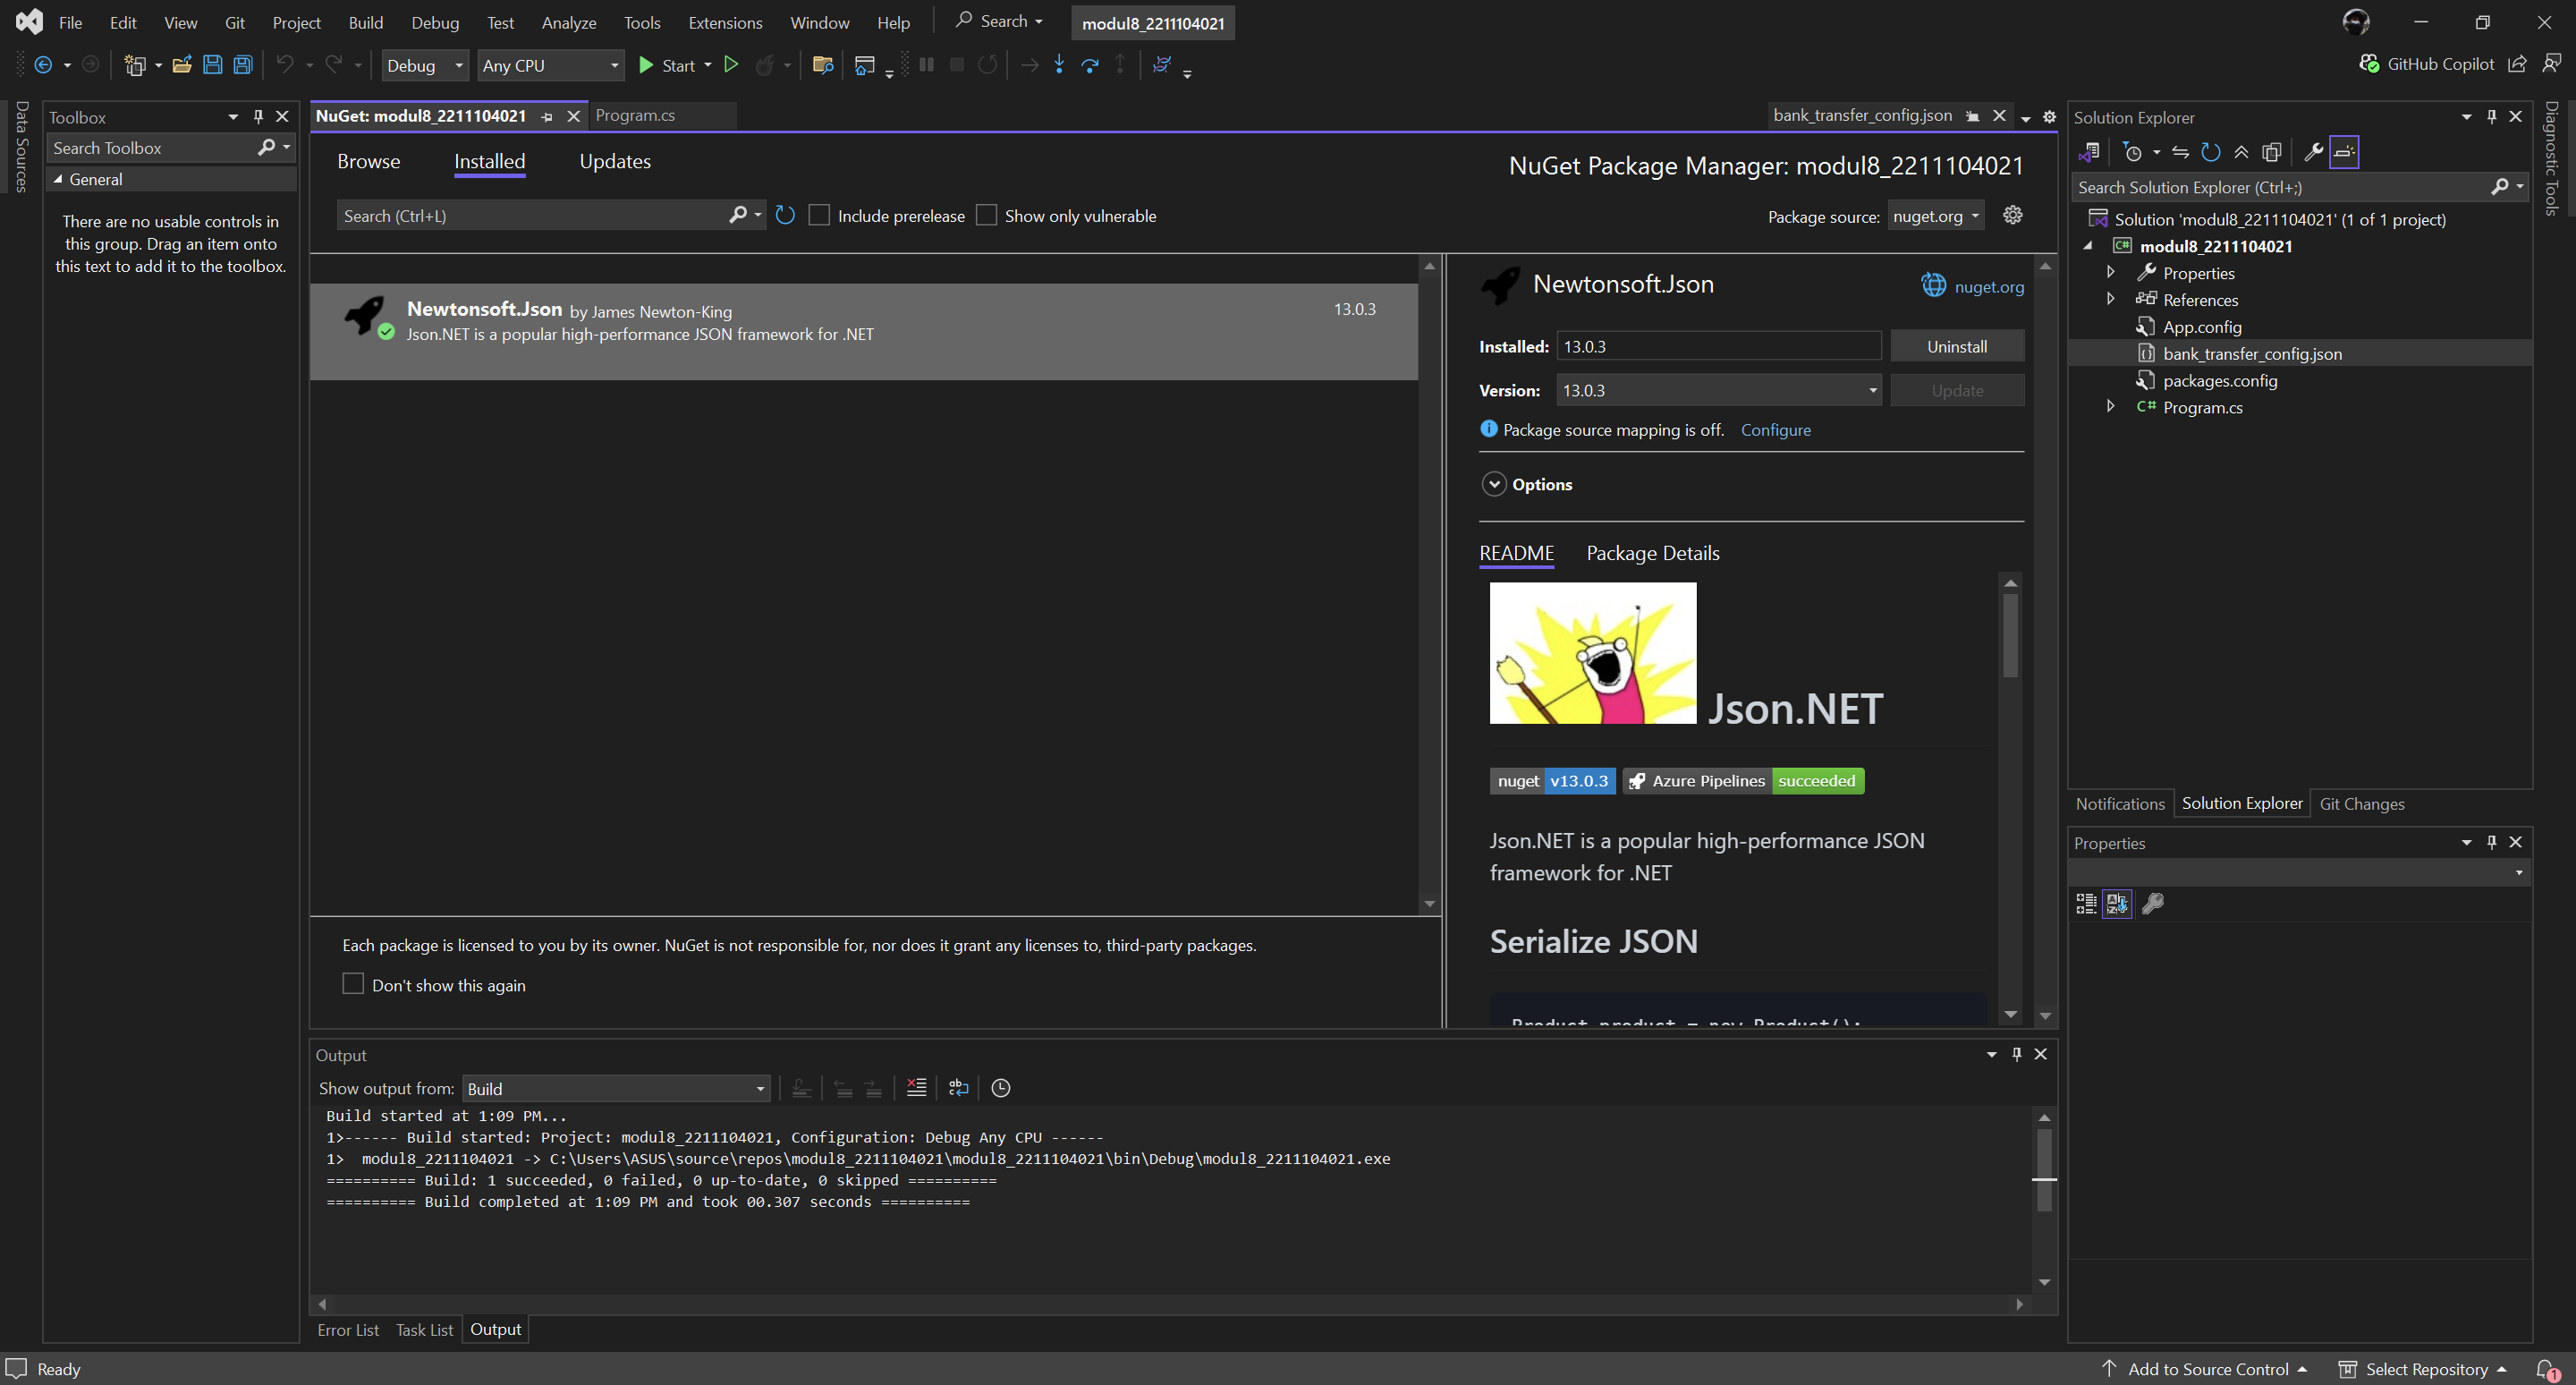 File Edit View Git Project Build Debug Test Analyze Tools Extensions Window Help Search modul8_2211104021
Debug Any CPU Start GitHub Copilot
Data Sources
Toolbox
Search Toolbox
General
There are no usable controls in
this group. Drag an item onto
this text to add it to the toolbox.
NuGet: modul8_2211104021 Program.cs bank_transfer_config.json
Browse Installed Updates NuGet Package Manager: modul8_2211104021
Search (Ctrl+L) Include prerelease Show only vulnerable Package source: nuget.org
Newtonsoft.Json by James Newton-King 13.0.3
Json.NET is a popular high-performance JSON framework for .NET
Each package is licensed to you by its owner. NuGet is not responsible for, nor does it grant any licenses to, third-party packages.
Don't show this again
Newtonsoft.Json nuget.org
Installed: 13.0.3 Uninstall
Version: 13.0.3 Update
Package source mapping is off. Configure
Options
README Package Details
Json.NET
nuget v13.0.3 Azure Pipelines succeeded
Json.NET is a popular high-performance JSON
framework for .NET
Serialize JSON
Product product = new Product();
Output
Show output from: Build
Build started at 1:09 PM...
1>------ Build started: Project: modul8_2211104021, Configuration: Debug Any CPU ------
1>  modul8_2211104021 -> C:\Users\ASUS\source\repos\modul8_2211104021\modul8_2211104021\bin\Debug\modul8_2211104021.exe
========== Build: 1 succeeded, 0 failed, 0 up-to-date, 0 skipped ==========
========== Build completed at 1:09 PM and took 00.307 seconds ==========
Error List Task List Output
Solution Explorer
Search Solution Explorer (Ctrl+;)
Solution 'modul8_2211104021' (1 of 1 project)
C# modul8_2211104021
Properties
References
App.config
bank_transfer_config.json
packages.config
C# Program.cs
Notifications Solution Explorer Git Changes
Properties
Diagnostic Tools
Ready Add to Source Control Select Repository 1